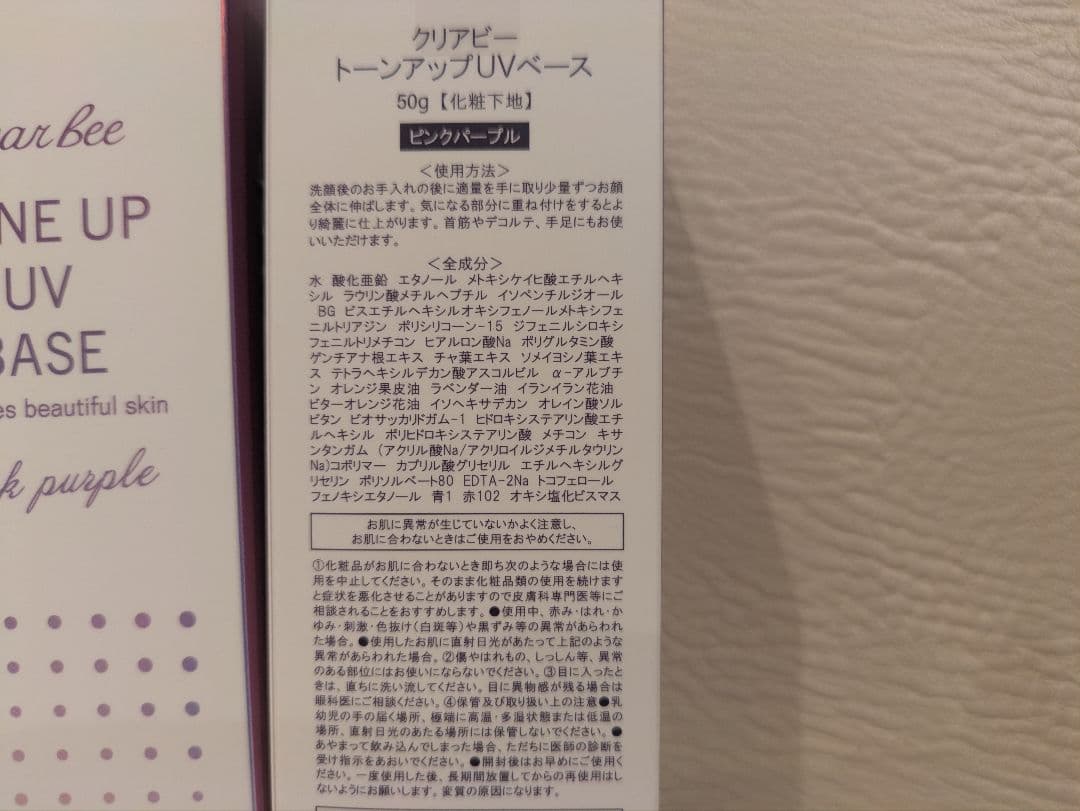 ar bee
NE UP
UV
BASE
es beautiful skin
k purple
クリアビー
トーンアップUVベース
50g【化粧下地】
ピンクパープル
＜使用方法＞
洗顔後のお手入れの後に適量を手に取り少量ずつお顔
全体に伸ばします。気になる部分に重ね付けをするとよ
り綺麗に仕上がります。首筋やデコルテ、手足にもお使
いいただけます。
＜全成分＞
水 酸化亜鉛 エタノール メトキシケイヒ酸エチルヘキ
シル ラウリン酸メチルヘプチル イソペンチルジオール
BG ビスエチルヘキシルオキシフェノールメトキシフェ
ニルトリアジン ポリシリコーン-15 ジフェニルシロキシ
フェニルトリメチコン ヒアルロン酸Na ポリグルタミン酸
ゲンチアナ根エキス チャ葉エキス ソメイヨシノ葉エキ
ス テトラヘキシルデカン酸アスコルビル α-アルブチ
ン オレンジ果皮油 ラベンダー油 イランイラン花油
ビターオレンジ花油 イソヘキサデカン オレイン酸ソル
ビタン ビオサッカリドガム-1 ヒドロキシステアリン酸エチ
ルヘキシル ポリヒドロキシステアリン酸 メチコン キサ
ンタンガム (アクリル酸Na/アクリロイルジメチルタウリン
Na)コポリマー カプリル酸グリセリル エチルヘキシルグ
リセリン ポリソルベート80 EDTA-2Na トコフェロール
フェノキシエタノール 青1 赤102 オキシ塩化ビスマス
お肌に異常が生じていないかよく注意し、
お肌に合わないときはご使用をおやめください。
①化粧品がお肌に合わないとき即ち次のような場合には使
用を中止してください。そのまま化粧品類の使用を続けます
と症状を悪化させることがありますので皮膚科専門医等にご
相談されることをおすすめします。●使用中、赤み・はれ・か
ゆみ・刺激・色抜け(白斑等)や黒ずみ等の異常があらわれ
た場合。●使用したお肌に直射日光があたって上記のような
異常があらわれた場合。②傷やはれもの、しっしん等、異常
のある部位にはお使いにならないでください。③目に入ったと
きは、直ちに洗い流してください。目に異物感が残る場合は
眼科医にご相談ください。④保管及び取り扱い上の注意●乳
幼児の手の届く場所、極端に高温・多湿状態または低温の
場所、直射日光のあたる場所には保管しないでください。●
あやまって飲み込んでしまった場合、ただちに医師の診断を
受け指示をあおいでください。●開封後はお早めにご使用く
ださい。一度使用した後、長期間放置してからの再使用はし
ないようにお願いします。変質の原因になります。